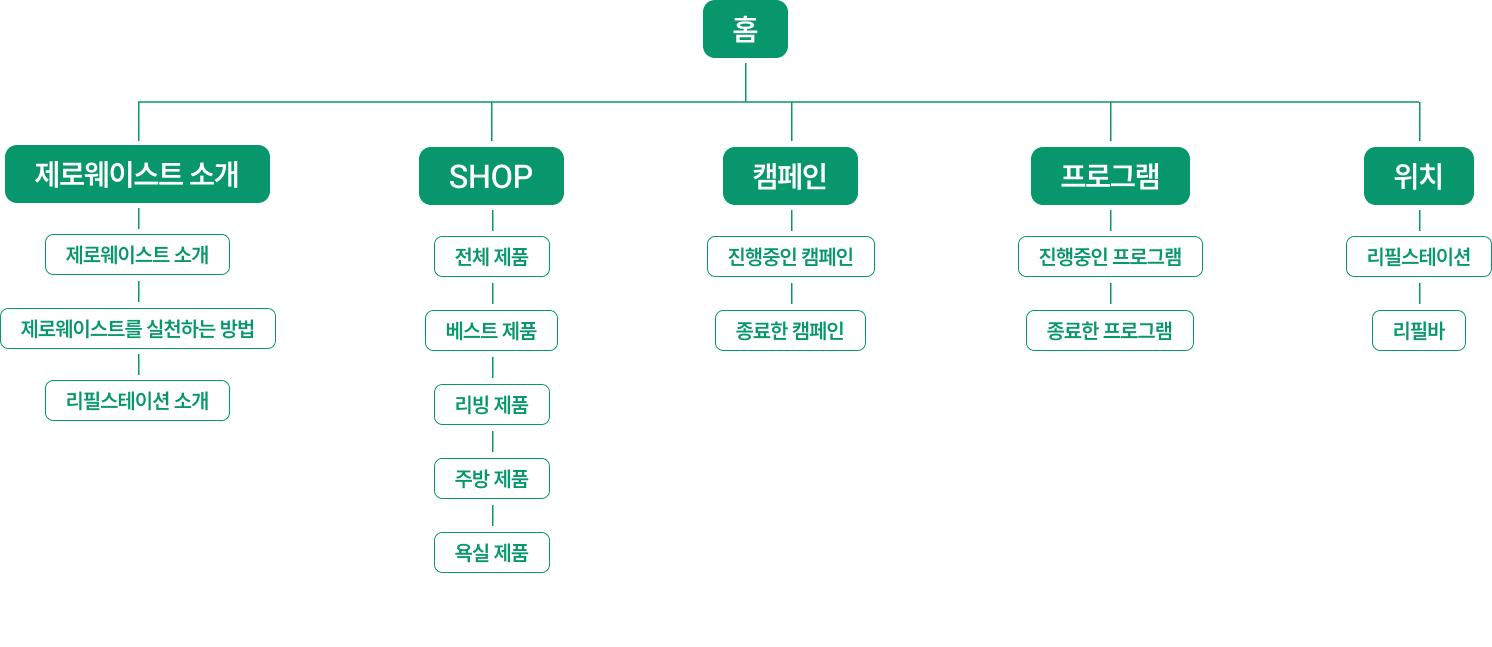 홈
제로웨이스트 소개
제로웨이스트 소개
제로웨이스트를 실천하는 방법
리필스테이션 소개
SHOP
전체 제품
베스트 제품
리빙 제품
주방 제품
욕실 제품
캠페인
진행중인 캠페인
종료한 캠페인
프로그램
진행중인 프로그램
종료한 프로그램
위치
리필스테이션
리필바